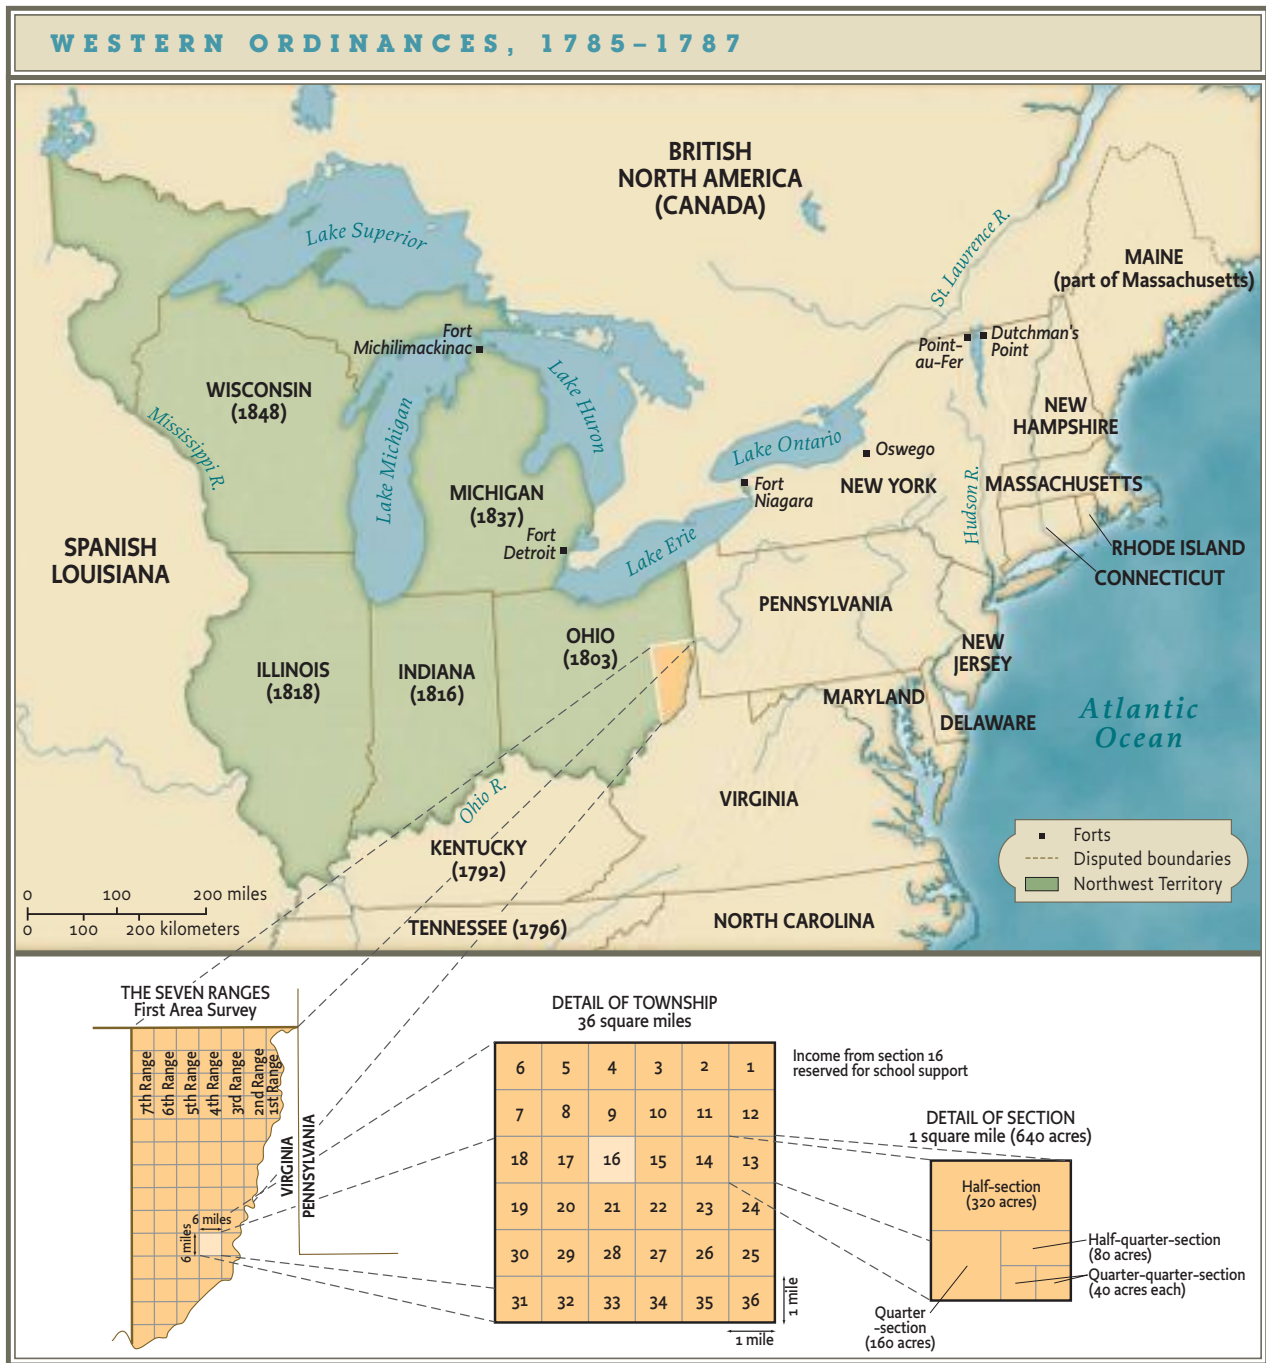 WESTERN ORDINANCES, 1785–1787
BRITISH
NORTH AMERICA
(CANADA)
Lake Superior
St. Lawrence R.
MAINE
(part of Massachusetts)
Fort
Michilimackinac
Point-
au-Fer
Dutchman's
Point
WISCONSIN
(1848)
Mississippi R.
Lake Michigan
Lake Huron
NEW
HAMPSHIRE
Lake Ontario
Oswego
MICHIGAN
(1837)
Fort
Niagara
NEW YORK
Hudson R.
MASSACHUSETTS
Fort
Detroit
Lake Erie
SPANISH
LOUISIANA
RHODE ISLAND
CONNECTICUT
PENNSYLVANIA
OHIO
(1803)
NEW
JERSEY
ILLINOIS
(1818)
INDIANA
(1816)
MARYLAND
DELAWARE
Atlantic
Ocean
Ohio R.
VIRGINIA
KENTUCKY
(1792)
TENNESSEE (1796)
NORTH CAROLINA
Forts
Disputed boundaries
Northwest Territory
0 100 200 miles
0 100 200 kilometers
THE SEVEN RANGES
First Area Survey
7th Range
6th Range
5th Range
4th Range
3rd Range
2nd Range
1st Range
VIRGINIA
PENNSYLVANIA
6 miles
6 miles
DETAIL OF TOWNSHIP
36 square miles
6 5 4 3 2 1
7 8 9 10 11 12
18 17 16 15 14 13
19 20 21 22 23 24
30 29 28 27 26 25
31 32 33 34 35 36
1 mile
1 mile
Income from section 16
reserved for school support
DETAIL OF SECTION
1 square mile (640 acres)
Half-section
(320 acres)
Half-quarter-section
(80 acres)
Quarter-quarter-section
(40 acres each)
Quarter
-section
(160 acres)